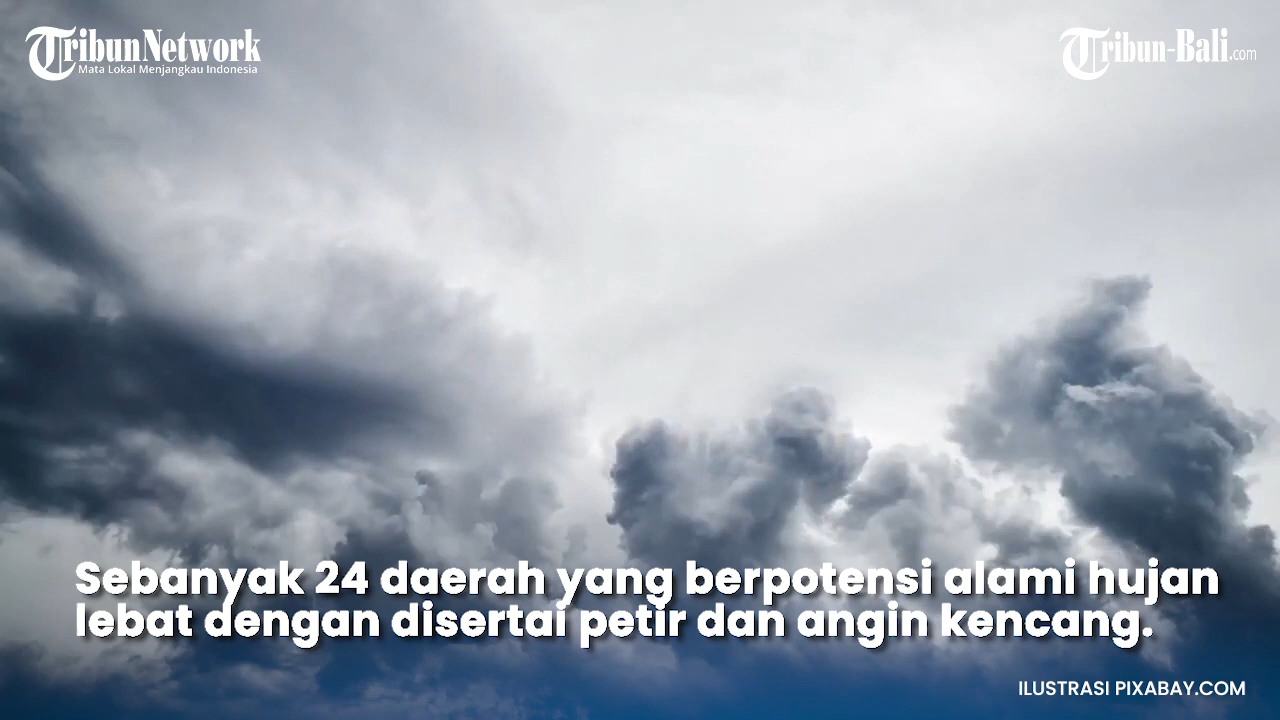 TribunNetwork
Mata Lokal Menjangkau Indonesia
Tribun-Bali.com
Sebanyak 24 daerah yang berpotensi alami hujan
lebat dengan disertai petir dan angin kencang.
ILUSTRASI PIXABAY.COM